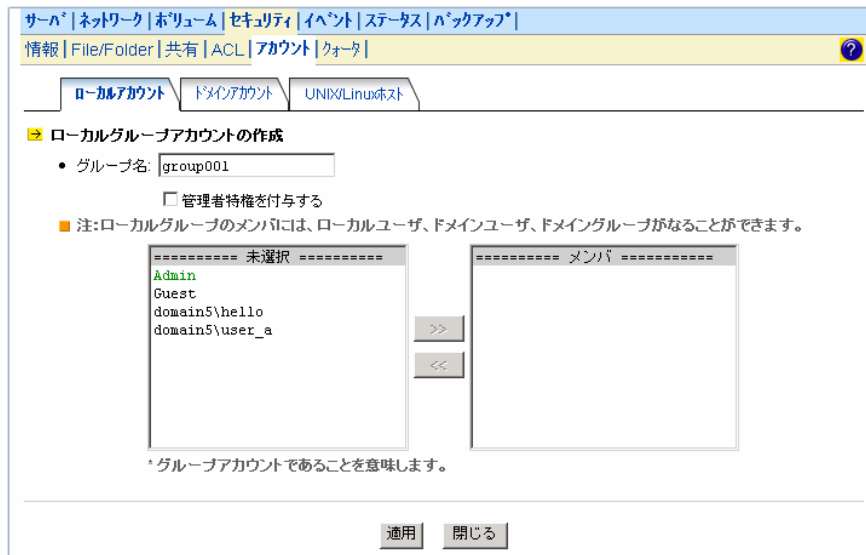 サーバ|ネットワーク|ボリューム|セキュリティ|イベント|ステータス|バックアップ|
情報|File/Folder|共有|ACL|アカウント|クォータ|
?
ローカルアカウント ドメインアカウント UNIX/Linuxホスト
ローカルグループアカウントの作成
• グループ名: group001
管理者特権を付与する
注:ローカルグループのメンバには、ローカルユーザ、ドメインユーザ、ドメイングループがなることができます。
========== 未選択 ==========
Admin
Guest
domain5\hello
domain5\user_a
>>
<<
========== メンバ ===========
*グループアカウントであることを意味します。
適用 閉じる